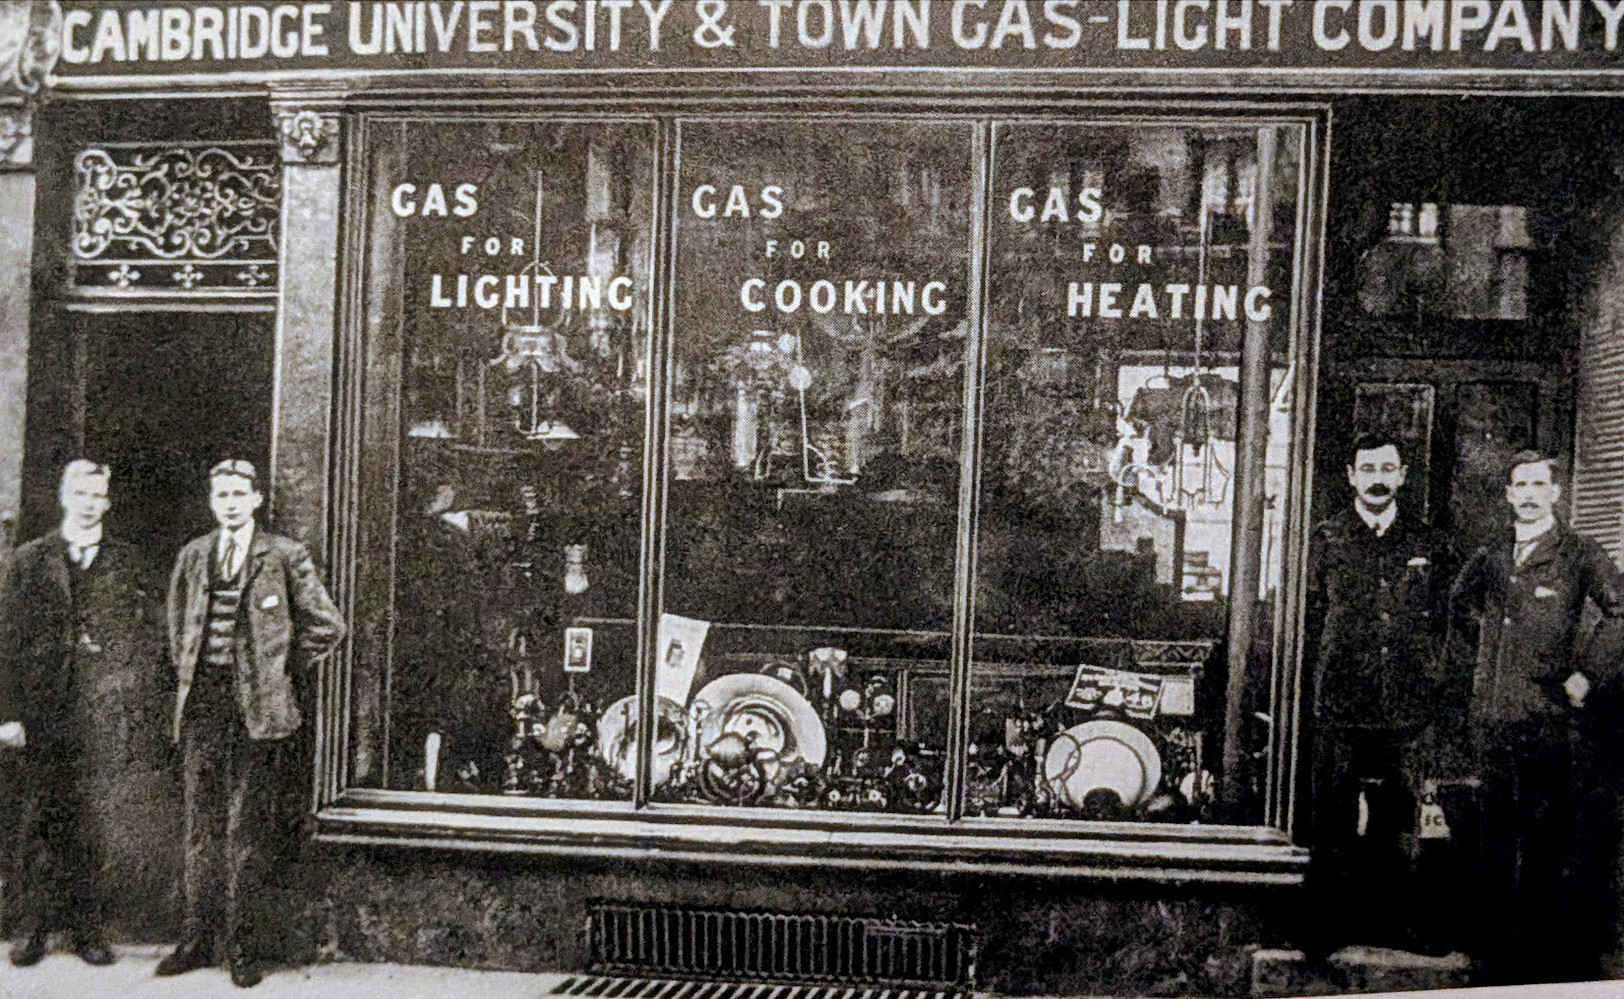 CAMBRIDGE UNIVERSITY & TOWN GAS-LIGHT COMPANY
GAS
FOR
LIGHTING
GAS
FOR
COOKING
GAS
FOR
HEATING